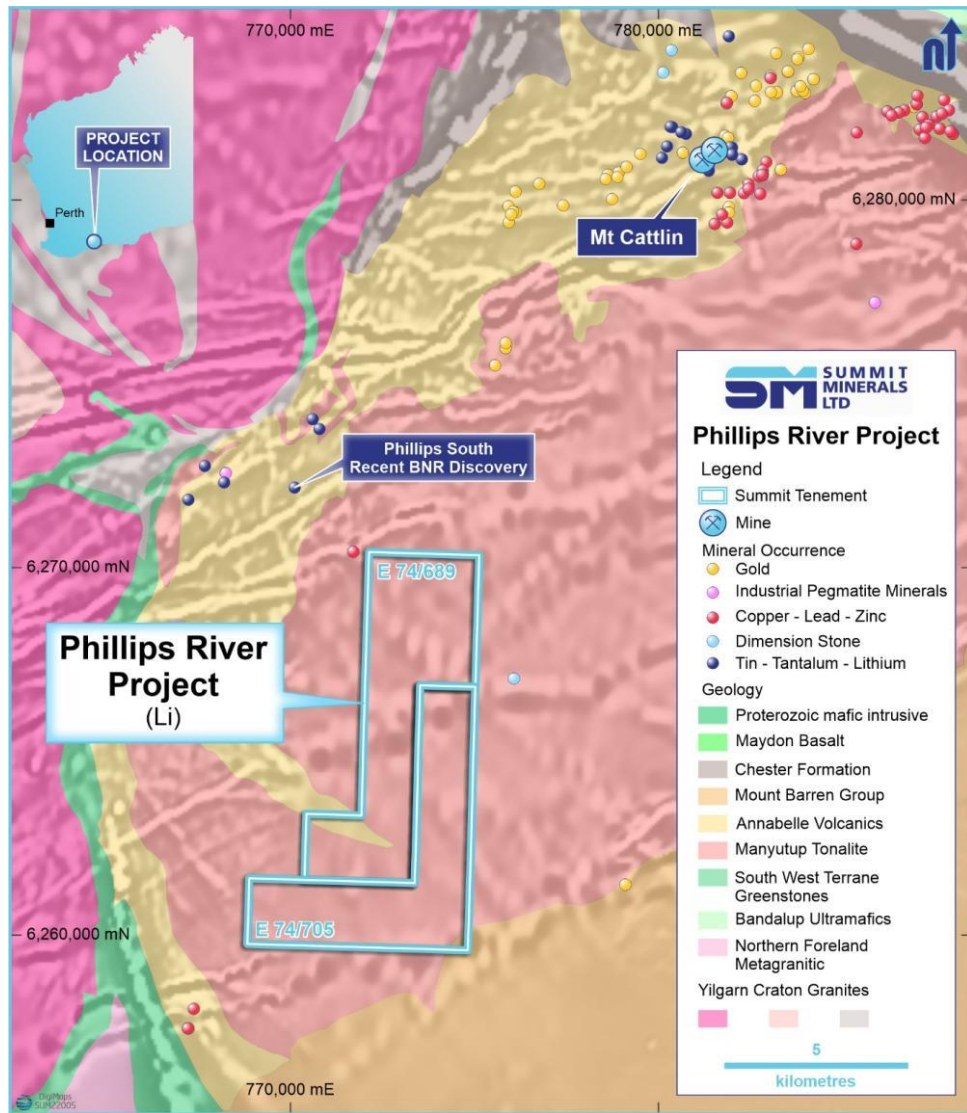 770,000 mE
780,000 mE
N
PROJECT
LOCATION
Perth
6,280,000 mN
Mt Cattlin
Phillips South
Recent BNR Discovery
6,270,000 mN
E 74/689
Phillips River
Project
(Li)
E 74/705
6,260,000 mN
770,000 mE
DigiMaps
SUM22005
SM SUMMIT
MINERALS
LTD
Phillips River Project
Legend
Summit Tenement
Mine
Mineral Occurrence
Gold
Industrial Pegmatite Minerals
Copper - Lead - Zinc
Dimension Stone
Tin - Tantalum - Lithium
Geology
Proterozoic mafic intrusive
Maydon Basalt
Chester Formation
Mount Barren Group
Annabelle Volcanics
Manyutup Tonalite
South West Terrane
Greenstones
Bandalup Ultramafics
Northern Foreland
Metagranitic
Yilgarn Craton Granites
5
kilometres